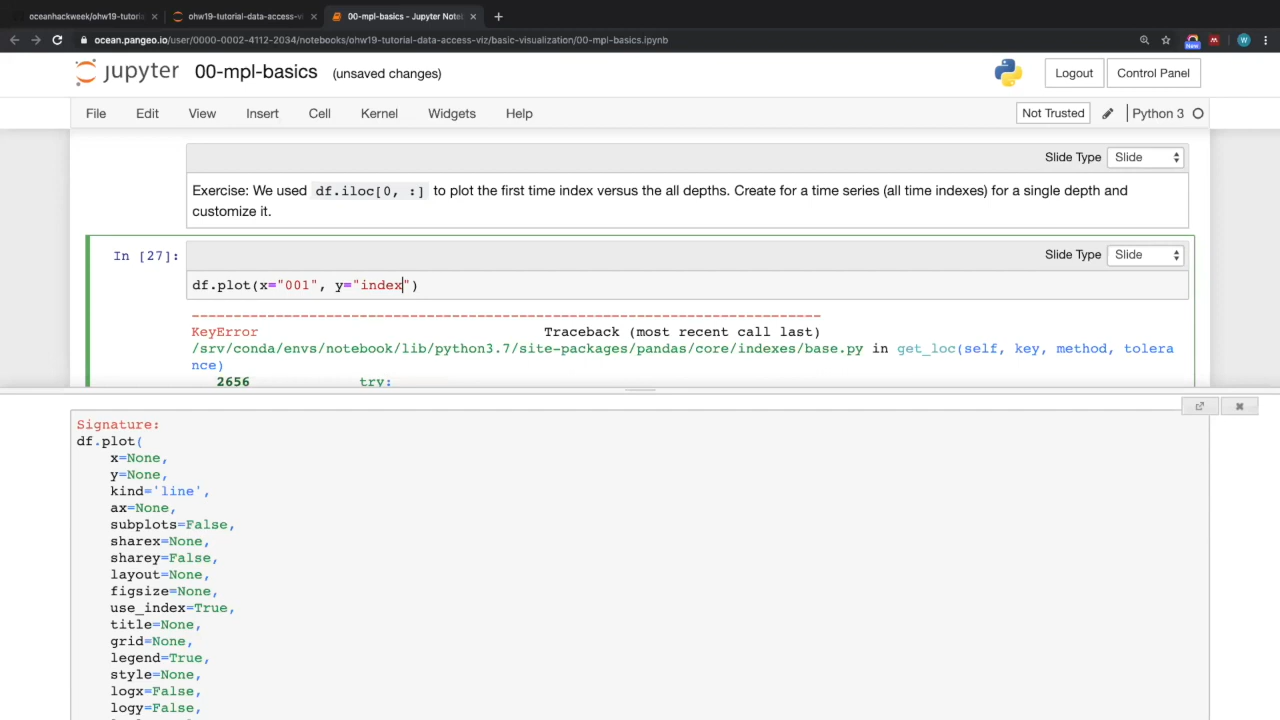 oceanhackweek/ohw19-tutoria
ohw19-tutorial-data-access-vi
00-mpl-basics - Jupyter Note
ocean.pangeo.io/user/0000-0002-4112-2034/notebooks/ohw19-tutorial-data-access-viz/basic-visualization/00-mpl-basics.ipynb
New
W
jupyter 00-mpl-basics (unsaved changes)
Logout
Control Panel
File Edit View Insert Cell Kernel Widgets Help
Not Trusted
Python 3
Slide Type Slide
Exercise: We used df.iloc[0, :] to plot the first time index versus the all depths. Create for a time series (all time indexes) for a single depth and
customize it.
Slide Type Slide
In [27]:
df.plot(x="001", y="index")
---------------------------------------------------------------------------
KeyError Traceback (most recent call last)
/srv/conda/envs/notebook/lib/python3.7/site-packages/pandas/core/indexes/base.py in get_loc(self, key, method, tolera
nce)
2656 try:
Signature:
df.plot(
x=None,
y=None,
kind='line',
ax=None,
subplots=False,
sharex=None,
sharey=False,
layout=None,
figsize=None,
use_index=True,
title=None,
grid=None,
legend=True,
style=None,
logx=False,
logy=False,